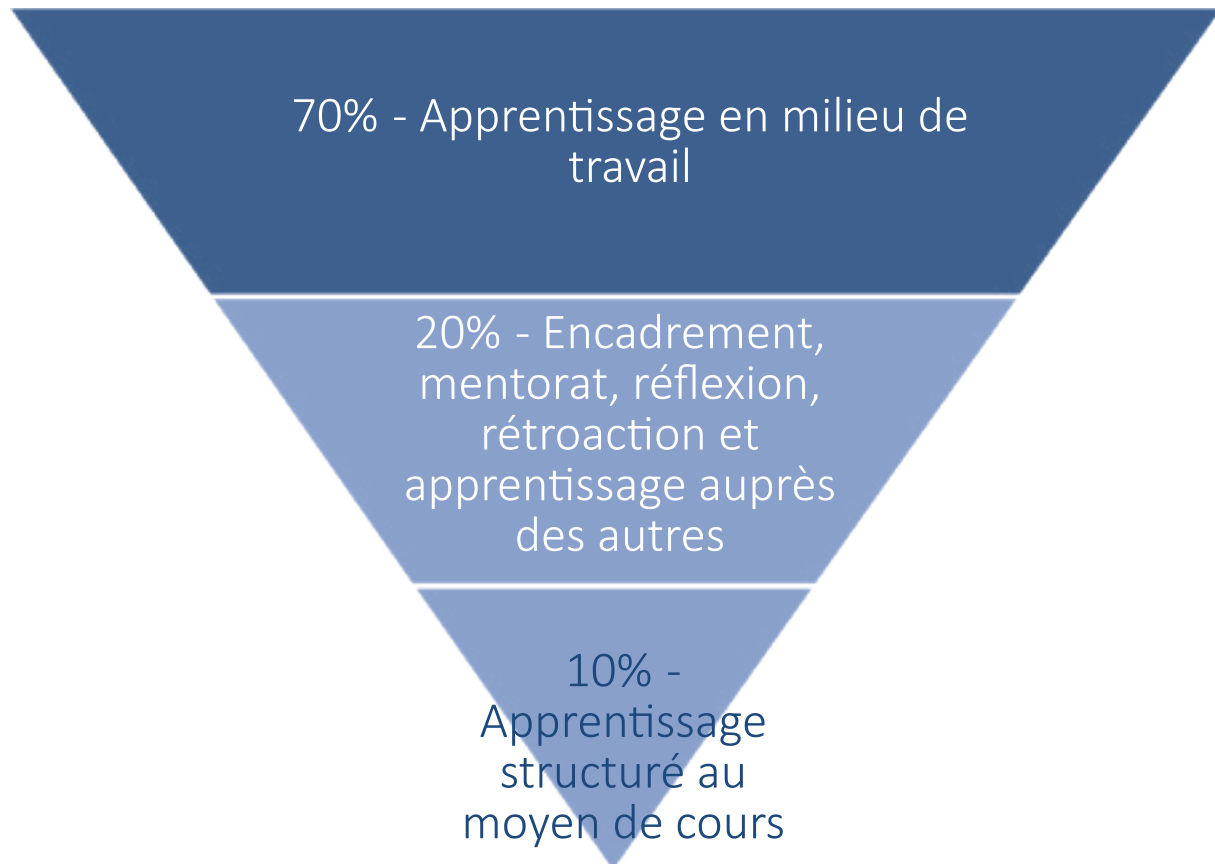 70% - Apprentissage en milieu de
travail
20% - Encadrement,
mentorat, réflexion,
rétroaction et
apprentissage auprès
des autres
10% -
Apprentissage
structuré au
moyen de cours